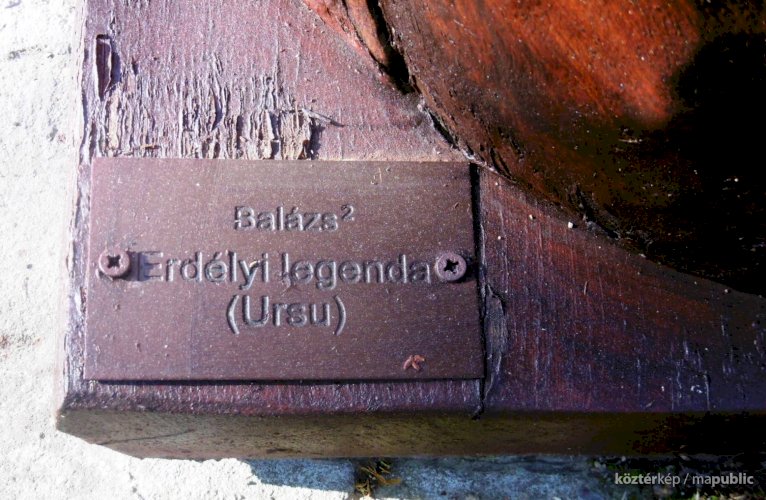 Balázs²
Erdélyi legenda
(Ursu)
köztérkép / mapublic